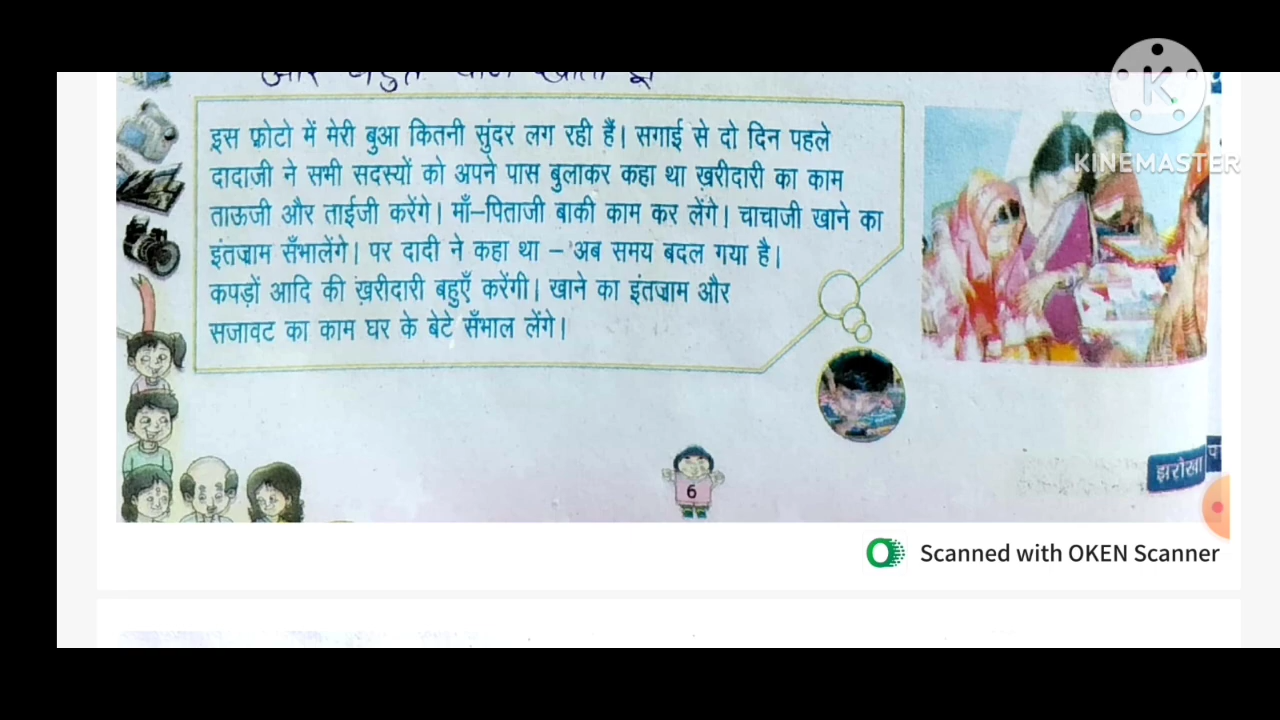 इस फ़ोटो में मेरी बुआ कितनी सुंदर लग रही हैं। सगाई से दो दिन पहले
दादाजी ने सभी सदस्यों को अपने पास बुलाकर कहा था ख़रीदारी का काम
ताऊजी और ताईजी करेंगे। माँ–पिताजी बाकी काम कर लेंगे। चाचाजी खाने का
इंतज़ाम सँभालेंगे। पर दादी ने कहा था – 'अब समय बदल गया है।
कपड़ों आदि की ख़रीदारी बहुएँ करेंगी। खाने का इंतज़ाम और
सजावट का काम घर के बेटे सँभाल लेंगे।
K
KINEMASTER
6
झरोखा
Scanned with OKEN Scanner